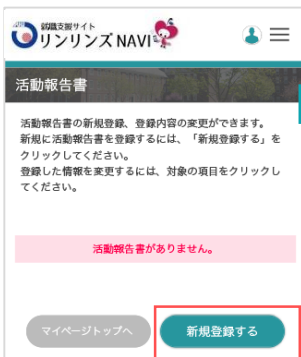 就職支援サイト
リンリンズNAVI
活動報告書
活動報告書の新規登録、登録内容の変更ができます。
新規に活動報告書を登録するには、「新規登録する」を
クリックしてください。
登録した情報を変更するには、対象の項目をクリックし
てください。
活動報告書がありません。
マイページトップへ 新規登録する